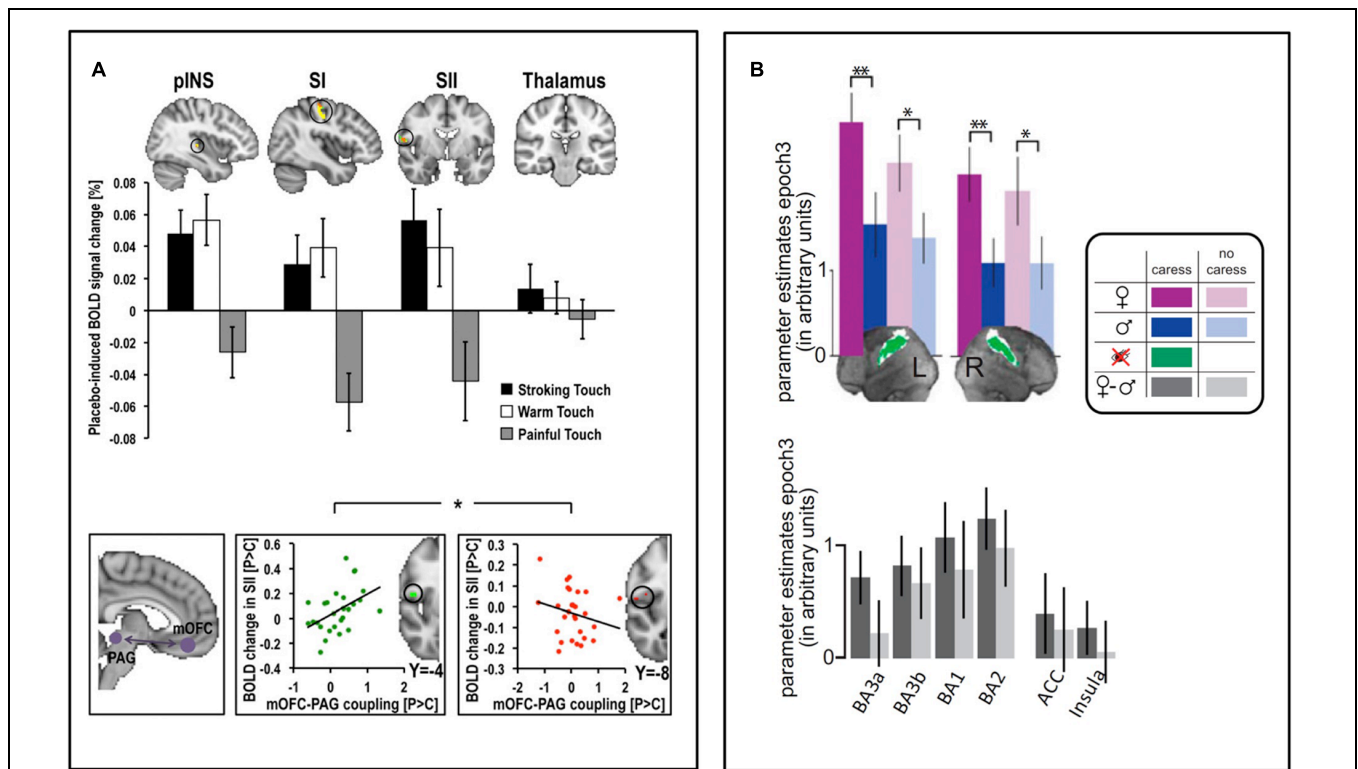 A
pINS SI SII Thalamus
Placebo-induced BOLD signal change [%]
0.08
0.06
0.04
0.02
0
-0.02
-0.04
-0.06
-0.08
Stroking Touch
Warm Touch
Painful Touch
*
mOFC
PAG
BOLD change in SII [P>C]
0.6
0.4
0.2
0
-0.2
-0.4
-1 0 1 2
Y=-4
mOFC-PAG coupling [P>C]
BOLD change in SII [P>C]
0.3
0.2
0.1
0.0
-0.1
-0.2
-0.3
-2 -1 0 1 2
Y=-8
mOFC-PAG coupling [P>C]
B
parameter estimates epoch3
(in arbitrary units)
1
0
** * ** *
L R
caress no caress
♀
♂
♀-♂
parameter estimates epoch3
(in arbitrary units)
1
0
BA3a BA3b BA1 BA2 ACC Insula